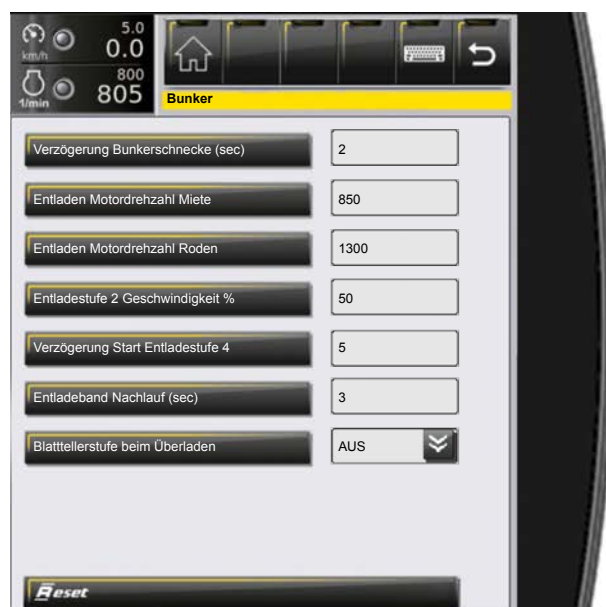 km/h
5.0
0.0
1/min
800
805
Bunker
Verzögerung Bunkerschnecke (sec) 2
Entladen Motordrehzahl Miete 850
Entladen Motordrehzahl Roden 1300
Entladestufe 2 Geschwindigkeit % 50
Verzögerung Start Entladestufe 4 5
Entladeband Nachlauf (sec) 3
Blatttellerstufe beim Überladen AUS
Reset